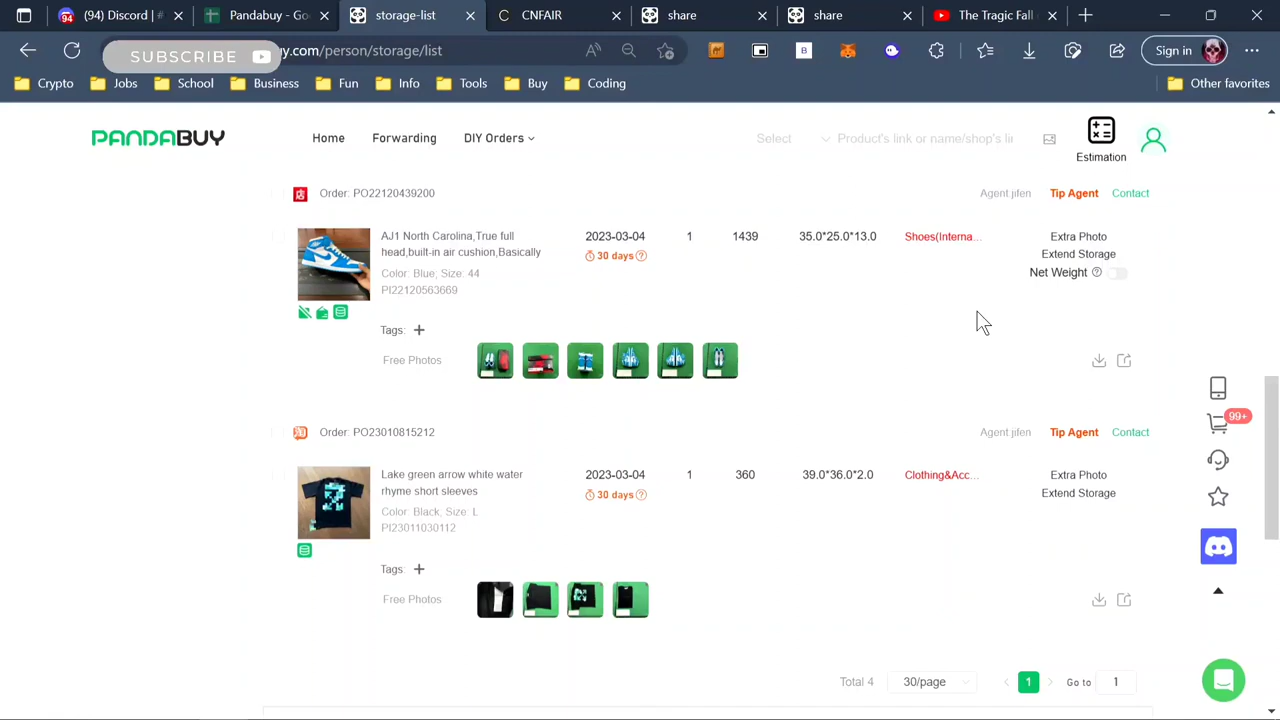 (94) Discord | #
Pandabuy - Go
storage-list
CNFAIR
share
share
The Tragic Fall
SUBSCRIBE
uy.com/person/storage/list
Sign in
Crypto
Jobs
School
Business
Fun
Info
Tools
Buy
Coding
Other favorites
PANDABUY
Home
Forwarding
DIY Orders
Select
Product's link or name/shop's lin
Estimation
Order: PO22120439200
Agent jifen
Tip Agent
Contact
AJ1 North Carolina,True full
head,built-in air cushion,Basically
Color: Blue, Size: 44
PI22120563669
2023-03-04
30 days
1
1439
35.0*25.0*13.0
Shoes(Interna...
Extra Photo
Extend Storage
Net Weight
Tags: +
Free Photos
99+
Order: PO23010815212
Agent jifen
Tip Agent
Contact
Lake green arrow white water
rhyme short sleeves
Color: Black, Size: L
PI23011030112
2023-03-04
30 days
1
360
39.0*36.0*2.0
Clothing&Acc...
Extra Photo
Extend Storage
Tags: +
Free Photos
Total 4
30/page
1
Go to
1